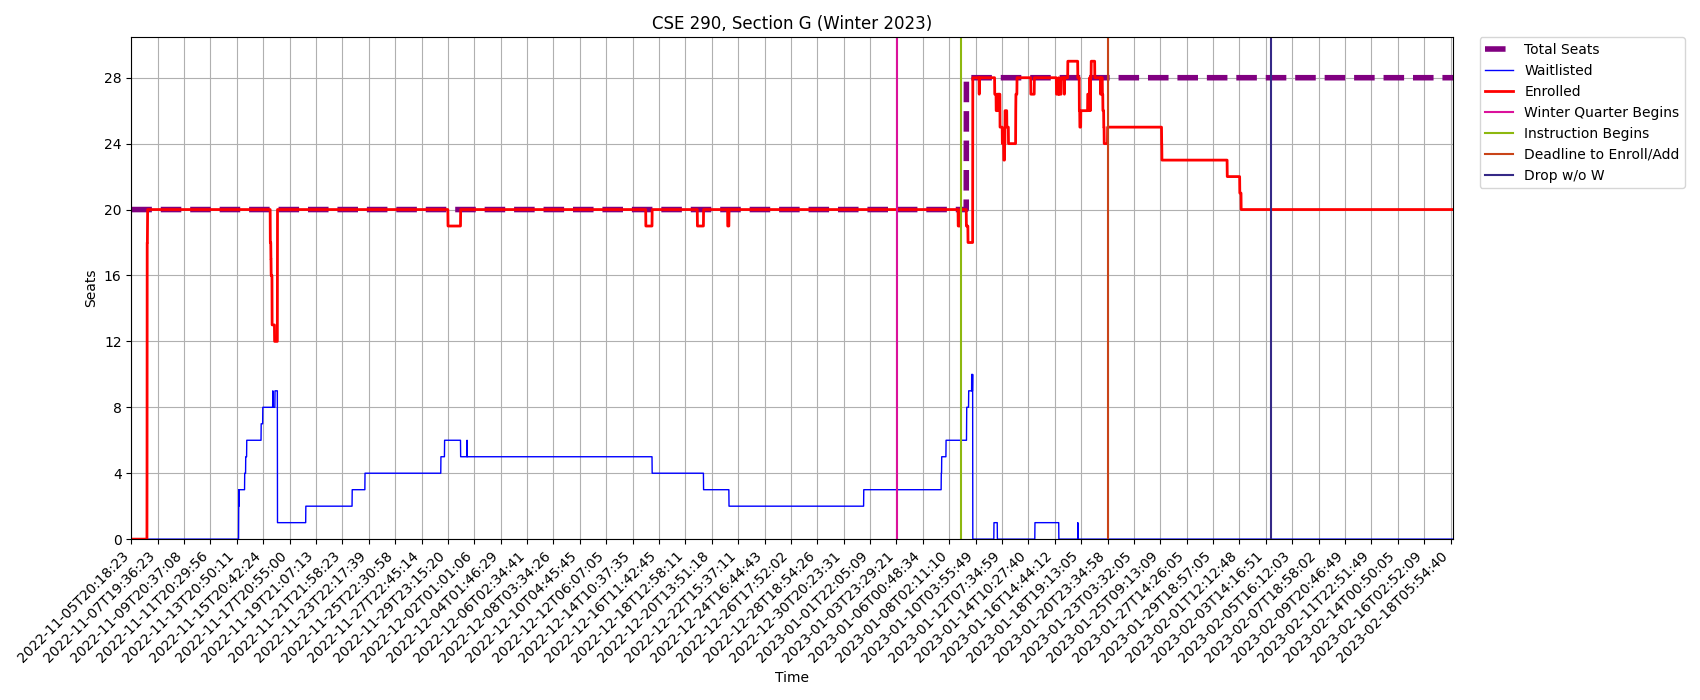 CSE 290, Section G (Winter 2023)
Total Seats
Waitlisted
Enrolled
Winter Quarter Begins
Instruction Begins
Deadline to Enroll/Add
Drop w/o W
Seats
28
24
20
16
12
8
4
0
2022-11-05T20:18:23
2022-11-07T19:36:23
2022-11-09T20:37:08
2022-11-11T20:29:56
2022-11-13T20:50:11
2022-11-15T20:42:24
2022-11-17T20:55:00
2022-11-19T21:07:13
2022-11-21T21:58:23
2022-11-23T22:17:39
2022-11-25T22:30:58
2022-11-27T22:45:14
2022-11-29T23:15:20
2022-12-02T01:01:06
2022-12-04T01:46:29
2022-12-06T02:34:41
2022-12-08T03:34:26
2022-12-10T04:45:45
2022-12-12T06:07:05
2022-12-14T10:37:35
2022-12-16T11:42:45
2022-12-18T12:58:11
2022-12-20T13:51:18
2022-12-22T15:37:11
2022-12-24T16:44:43
2022-12-26T17:52:02
2022-12-28T18:54:26
2022-12-30T20:23:31
2023-01-01T22:05:09
2023-01-03T23:29:21
2023-01-06T00:48:34
2023-01-08T02:11:10
2023-01-10T03:55:49
2023-01-12T07:34:59
2023-01-14T10:27:40
2023-01-16T14:44:12
2023-01-18T19:13:05
2023-01-20T23:34:58
2023-01-23T03:32:05
2023-01-25T09:13:09
2023-01-27T14:26:05
2023-01-29T18:57:05
2023-02-01T12:12:48
2023-02-03T14:16:51
2023-02-05T16:12:03
2023-02-07T18:58:02
2023-02-09T20:46:49
2023-02-11T22:51:49
2023-02-14T00:50:05
2023-02-16T02:52:09
2023-02-18T05:54:40
Time